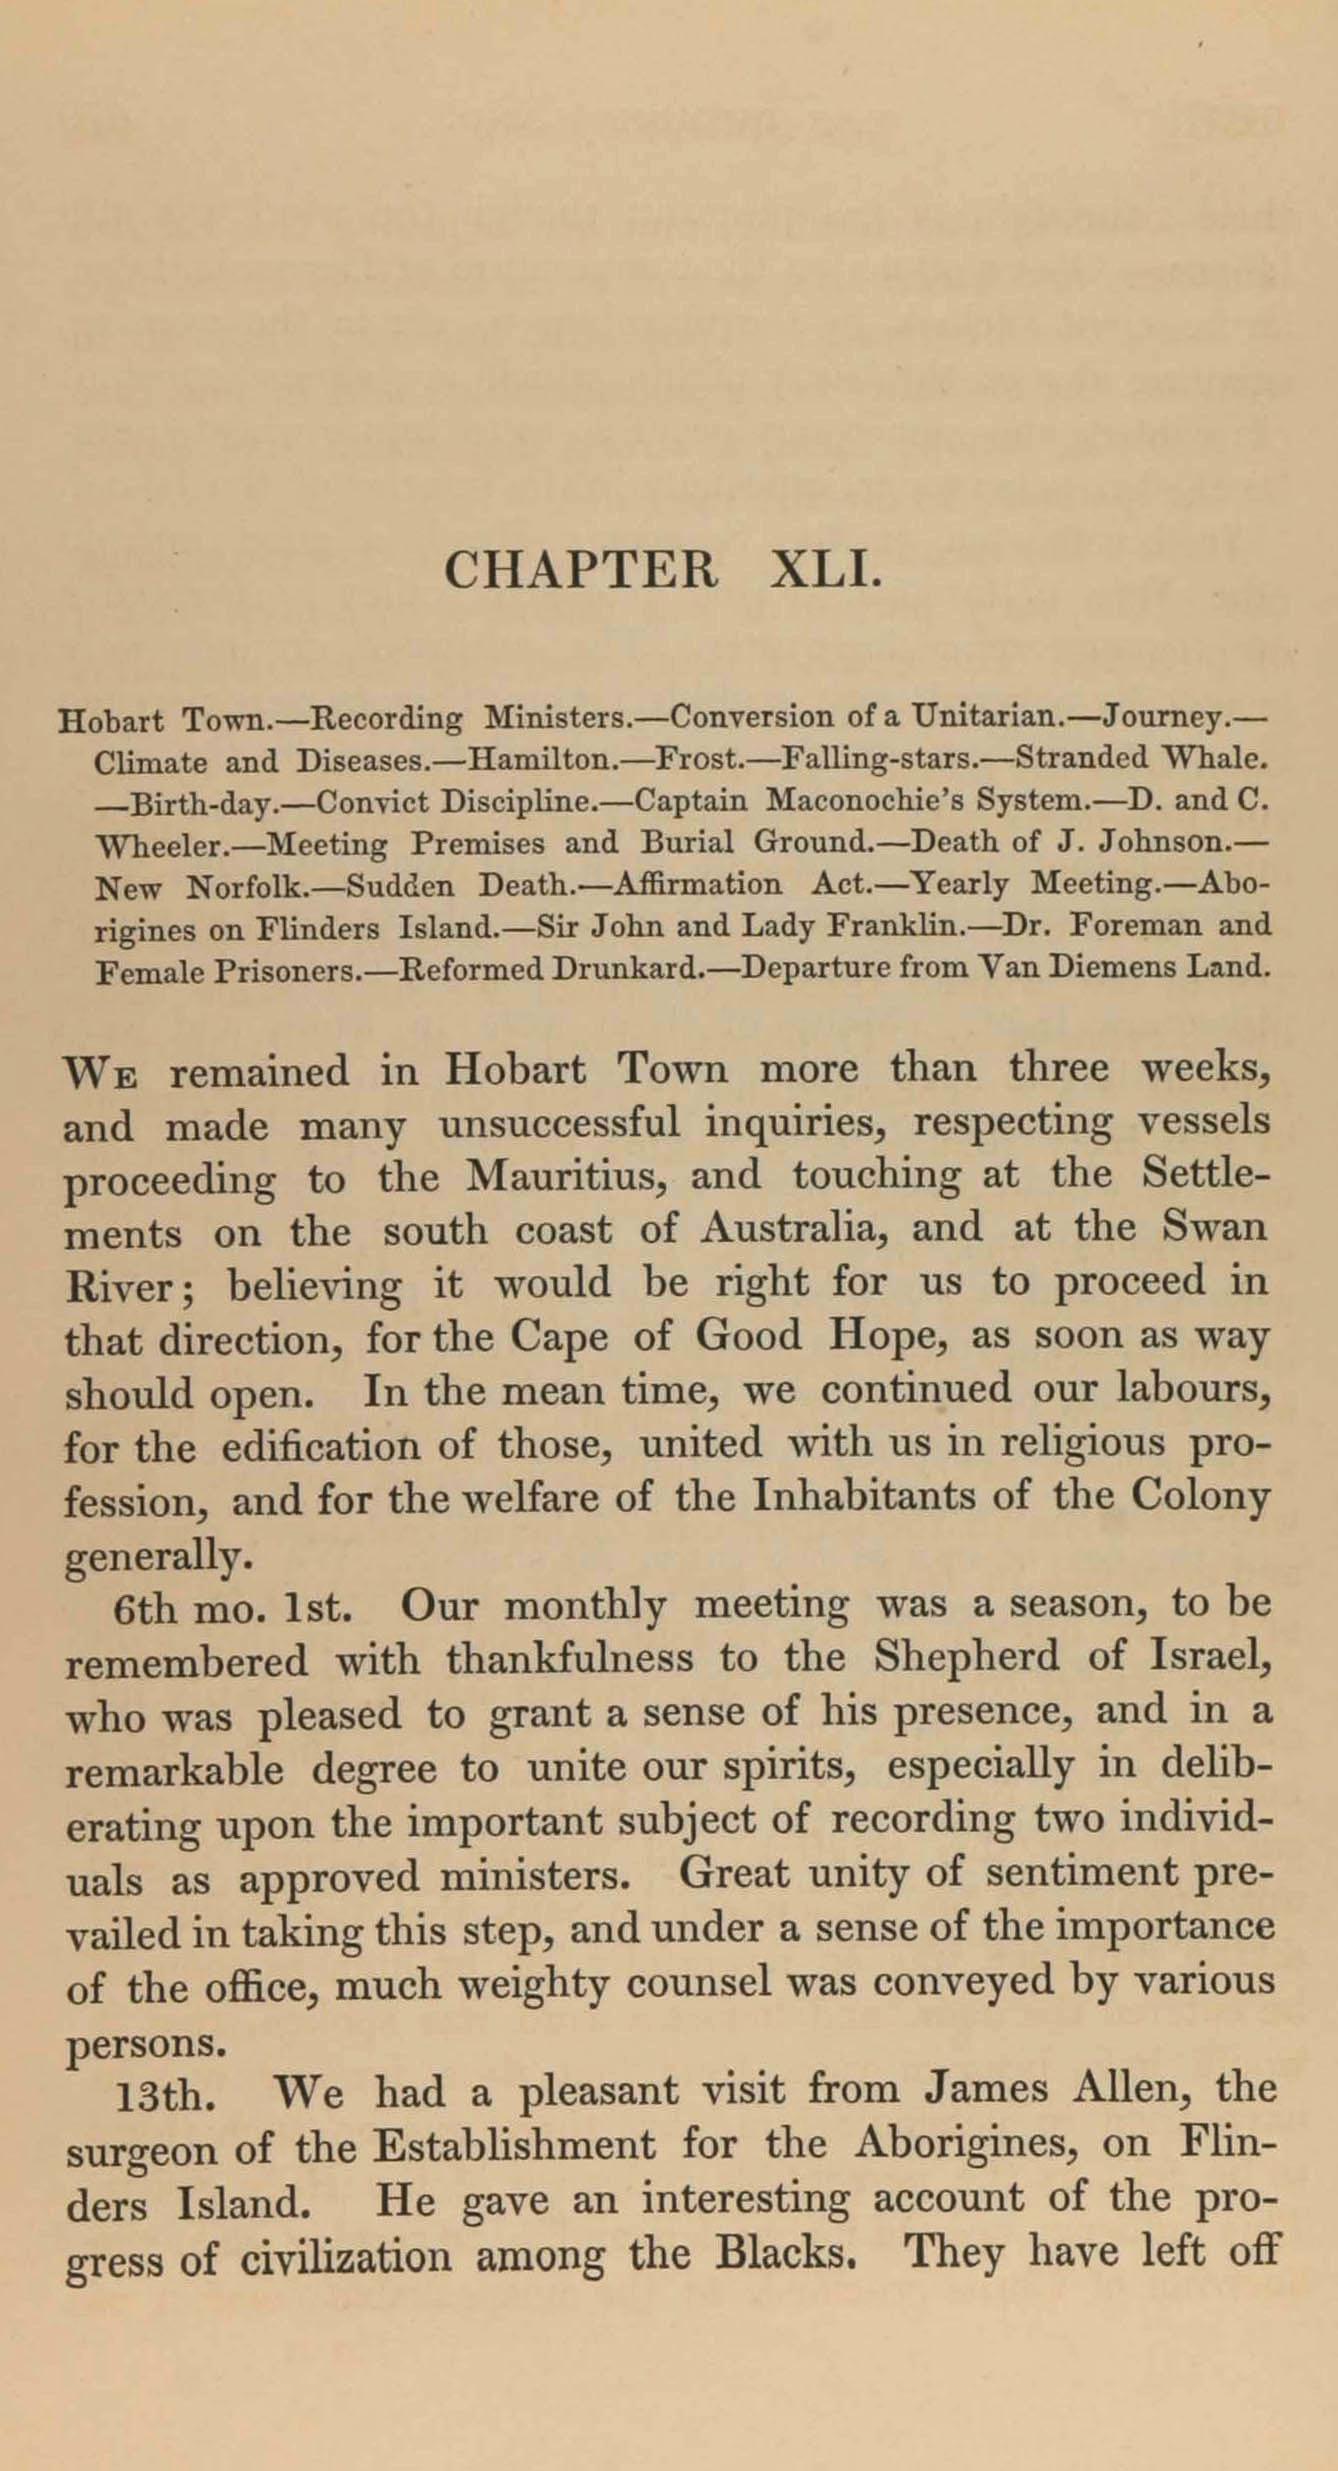 CHAPTER XLI.
Hobart Town.—Recording Ministers.—Conversion of a Unitarian.—Journey.—
Climate and Diseases.—Hamilton.—Frost.—Falling-stars.—Stranded Whale.
—Birth-day.—Convict Discipline.—Captain Maconochie's System.—D. and C.
Wheeler.—Meeting Premises and Burial Ground.—Death of J. Johnson.—
New Norfolk.—Sudden Death.—Affirmation Act.—Yearly Meeting.—Abo-
rigines on Flinders Island.—Sir John and Lady Franklin.—Dr. Foreman and
Female Prisoners.—Reformed Drunkard.—Departure from Van Diemens Land.
WE remained in Hobart Town more than three weeks,
and made many unsuccessful inquiries, respecting vessels
proceeding to the Mauritius, and touching at the Settle-
ments on the south coast of Australia, and at the Swan
River; believing it would be right for us to proceed in
that direction, for the Cape of Good Hope, as soon as way
should open. In the mean time, we continued our labours,
for the edification of those, united with us in religious pro-
fession, and for the welfare of the Inhabitants of the Colony
generally.
6th mo. 1st. Our monthly meeting was a season, to be
remembered with thankfulness to the Shepherd of Israel,
who was pleased to grant a sense of his presence, and in a
remarkable degree to unite our spirits, especially in delib-
erating upon the important subject of recording two individ-
uals as approved ministers. Great unity of sentiment pre-
vailed in taking this step, and under a sense of the importance
of the office, much weighty counsel was conveyed by various
persons.
13th. We had a pleasant visit from James Allen, the
surgeon of the Establishment for the Aborigines, on Flin-
ders Island. He gave an interesting account of the pro-
gress of civilization among the Blacks. They have left off